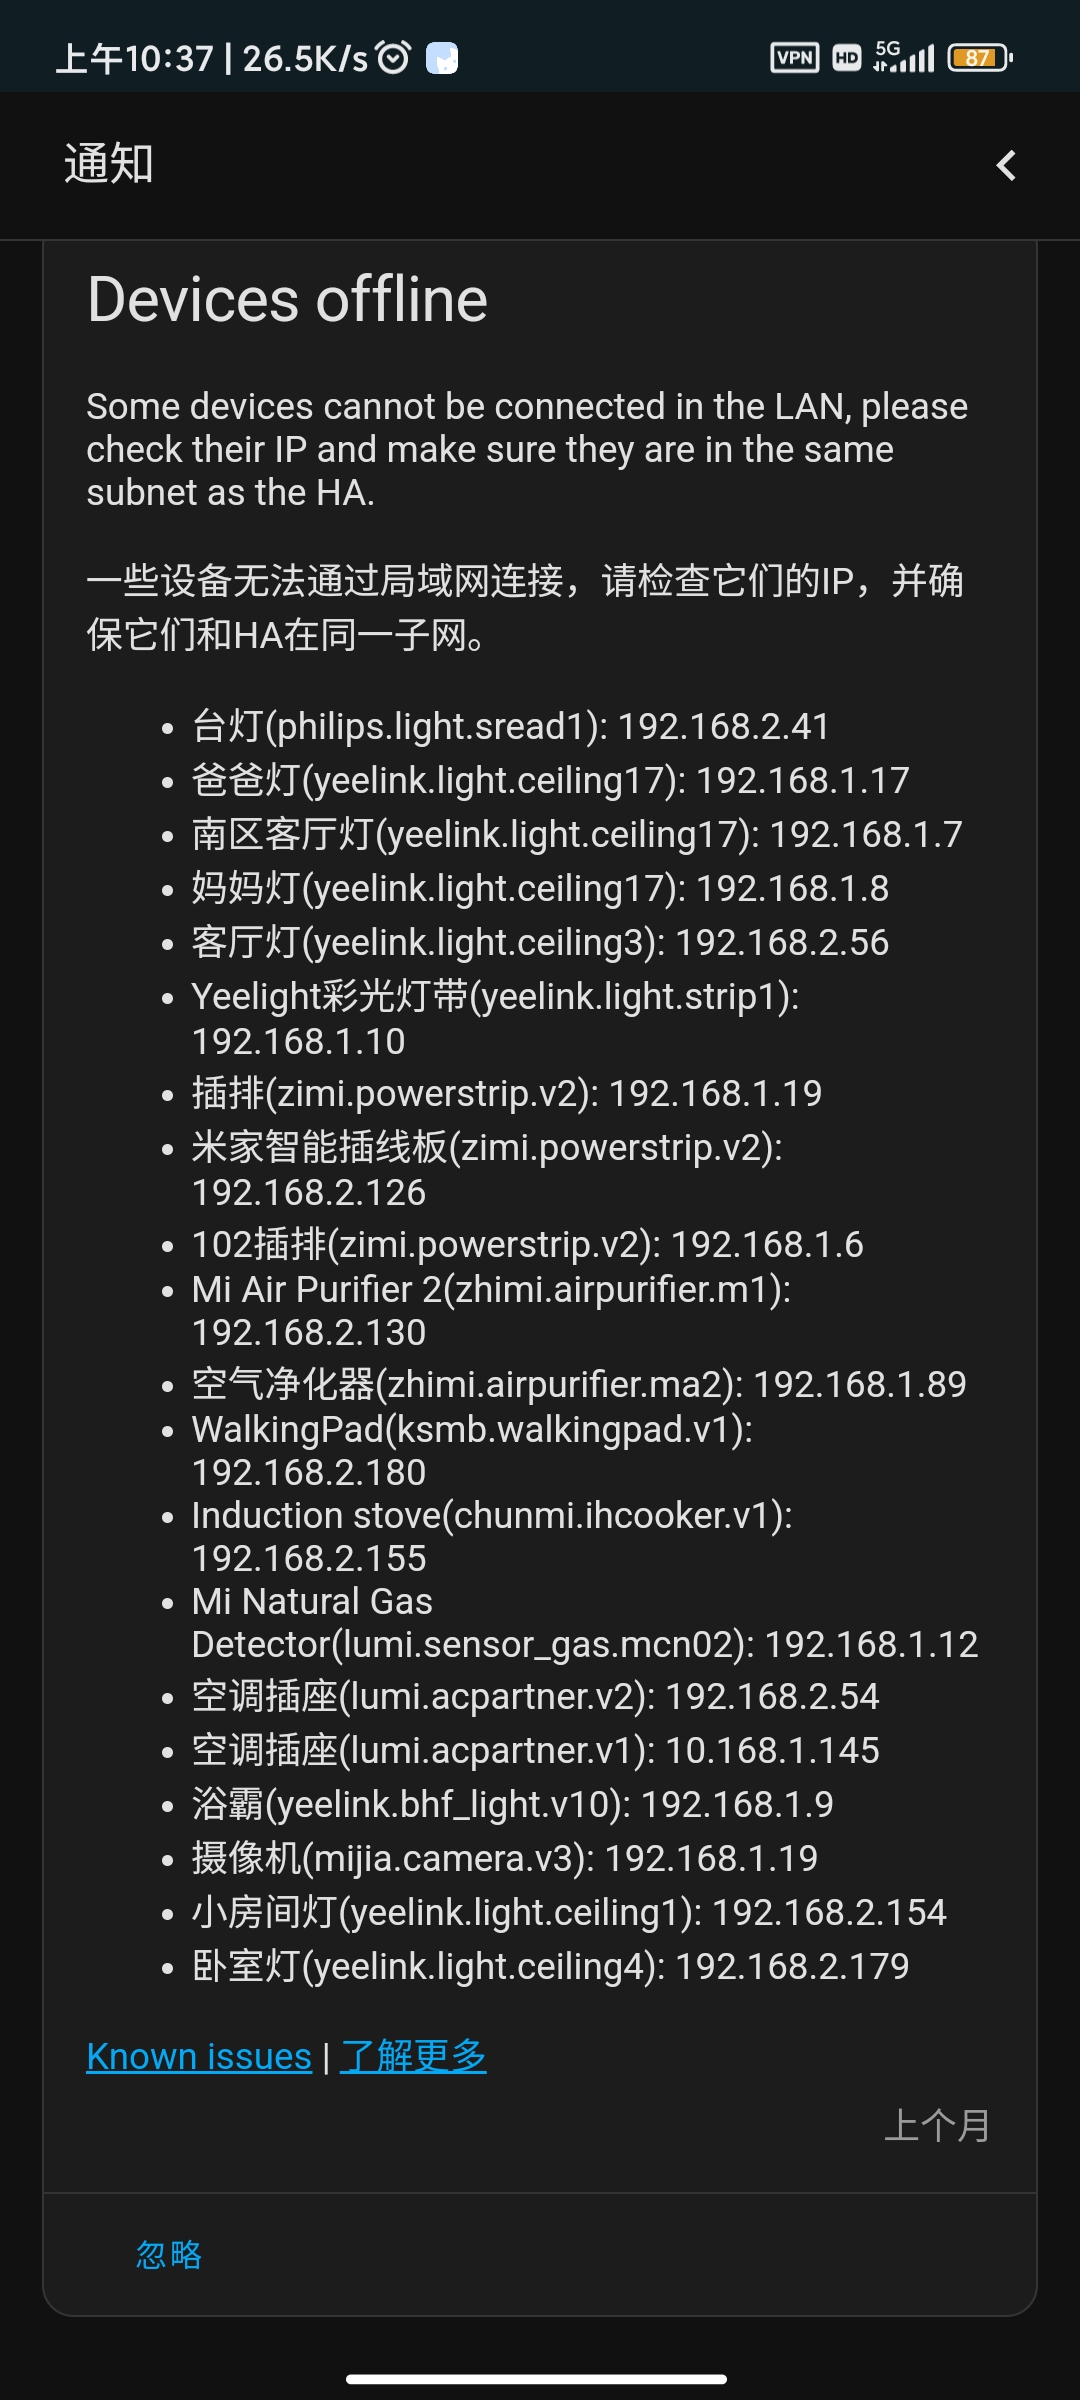 上午10:37 | 26.5K/s
VPN HD 5G 87
通知
Devices offline
Some devices cannot be connected in the LAN, please
check their IP and make sure they are in the same
subnet as the HA.
一些设备无法通过局域网连接，请检查它们的IP，并确
保它们和HA在同一子网。
• 台灯(philips.light.sread1): 192.168.2.41
• 爸爸灯(yeelink.light.ceiling17): 192.168.1.17
• 南区客厅灯(yeelink.light.ceiling17): 192.168.1.7
• 妈妈灯(yeelink.light.ceiling17): 192.168.1.8
• 客厅灯(yeelink.light.ceiling3): 192.168.2.56
• Yeelight彩光灯带(yeelink.light.strip1):
192.168.1.10
• 插排(zimi.powerstrip.v2): 192.168.1.19
• 米家智能插线板(zimi.powerstrip.v2):
192.168.2.126
• 102插排(zimi.powerstrip.v2): 192.168.1.6
• Mi Air Purifier 2(zhimi.airpurifier.m1):
192.168.2.130
• 空气净化器(zhimi.airpurifier.ma2): 192.168.1.89
• WalkingPad(ksmb.walkingpad.v1):
192.168.2.180
• Induction stove(chunmi.ihcooker.v1):
192.168.2.155
• Mi Natural Gas
Detector(lumi.sensor_gas.mcn02): 192.168.1.12
• 空调插座(lumi.acpartner.v2): 192.168.2.54
• 空调插座(lumi.acpartner.v1): 10.168.1.145
• 浴霸(yeelink.bhf_light.v10): 192.168.1.9
• 摄像机(mijia.camera.v3): 192.168.1.19
• 小房间灯(yeelink.light.ceiling1): 192.168.2.154
• 卧室灯(yeelink.light.ceiling4): 192.168.2.179
Known issues | 了解更多
上个月
忽略